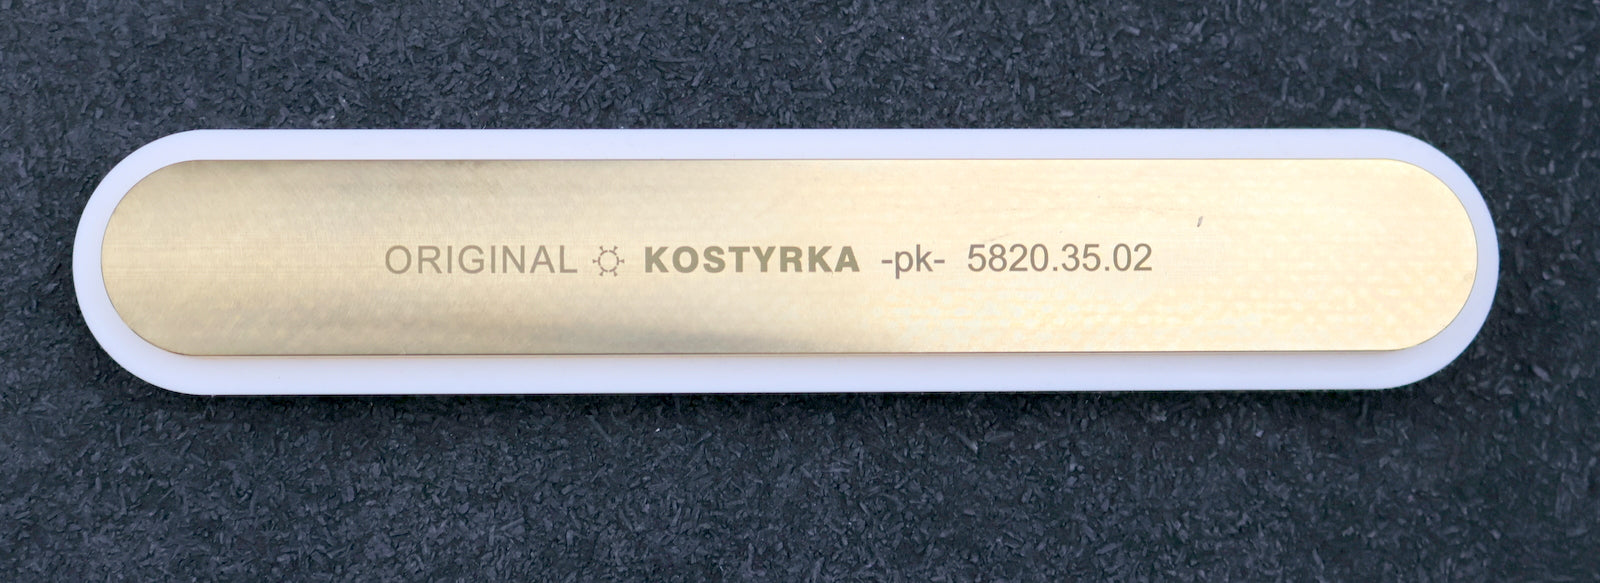 ORIGINAL KOSTYRKA -pk- 5820.35.02